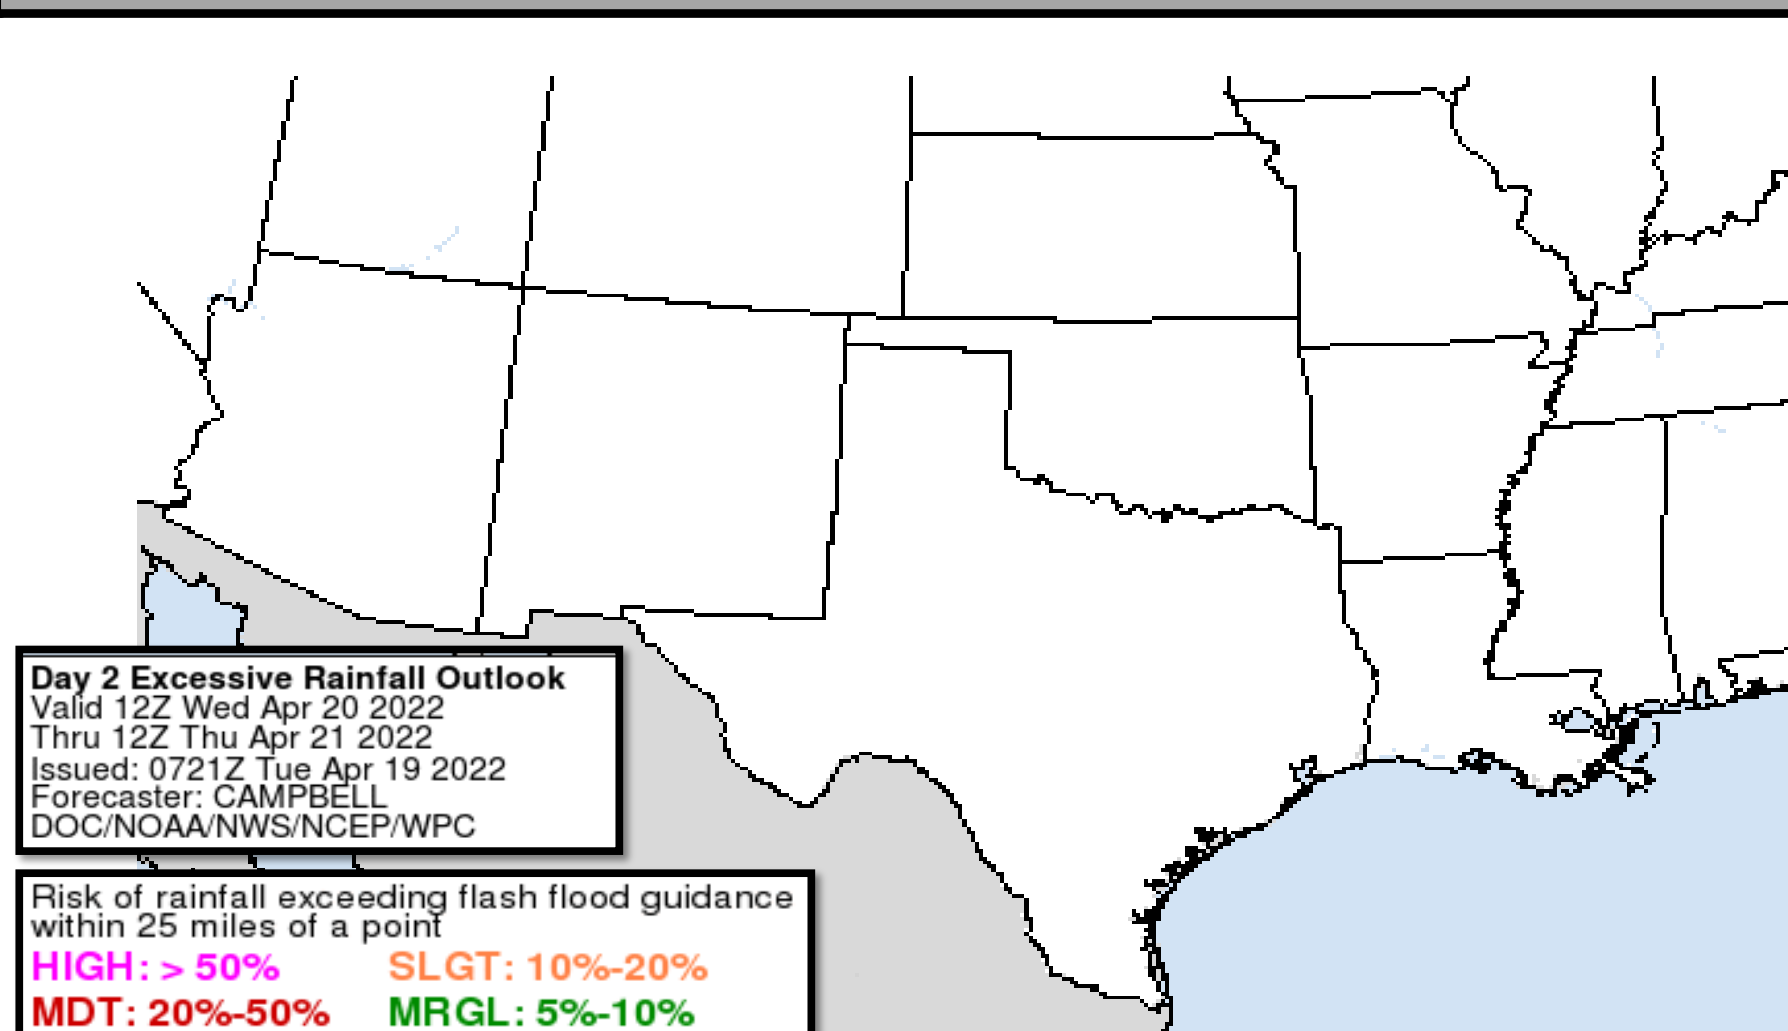 Day 2 Excessive Rainfall Outlook
Valid 12Z Wed Apr 20 2022
Thru 12Z Thu Apr 21 2022
Issued: 0721Z Tue Apr 19 2022
Forecaster: CAMPBELL
DOC/NOAA/NWS/NCEP/WPC
Risk of rainfall exceeding flash flood guidance
within 25 miles of a point
HIGH: > 50% SLGT: 10%-20%
MDT: 20%-50% MRGL: 5%-10%